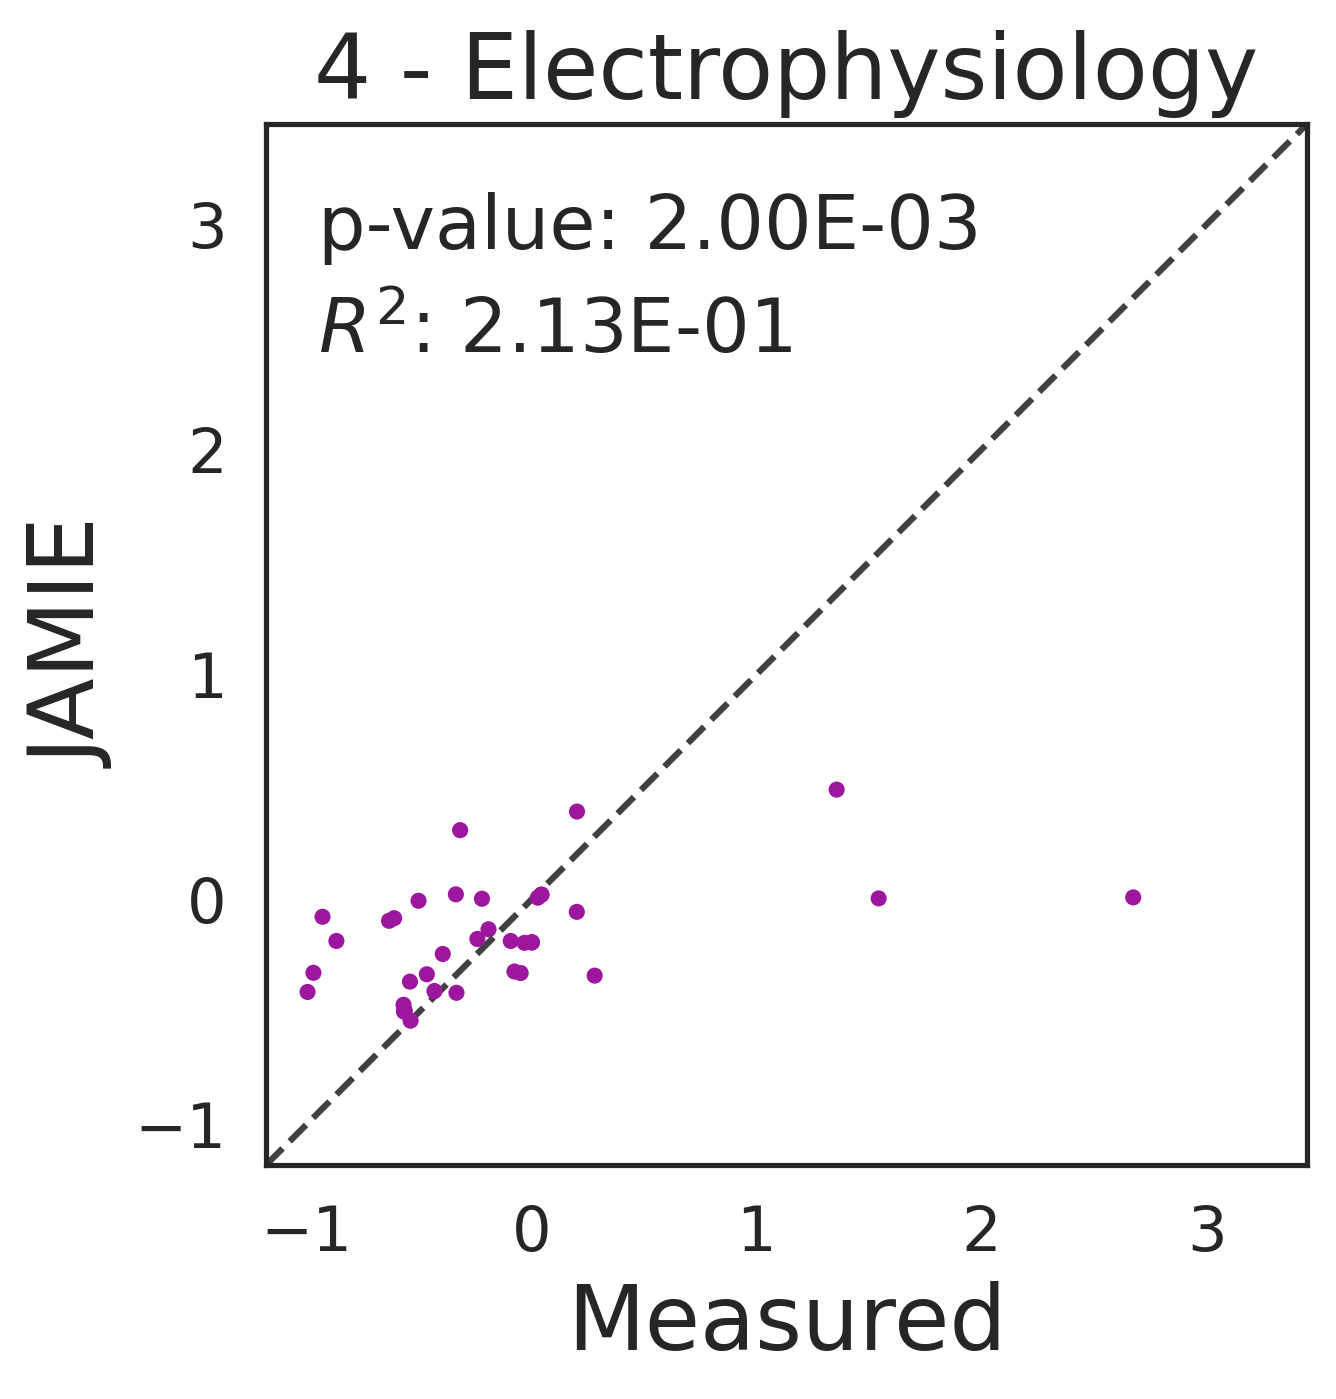 4 - Electrophysiology
p-value: 2.00E-03
R²: 2.13E-01
3
2
1
0
−1
JAMIE
−1 0 1 2 3
Measured